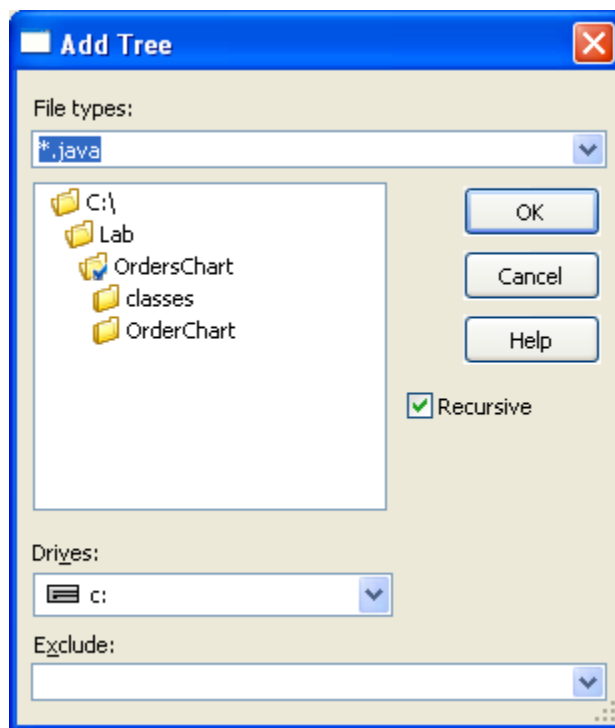 Add Tree
File types:
*.java
C:\
Lab
OrdersChart
classes
OrderChart
OK
Cancel
Help
Recursive
Drives:
c:
Exclude: